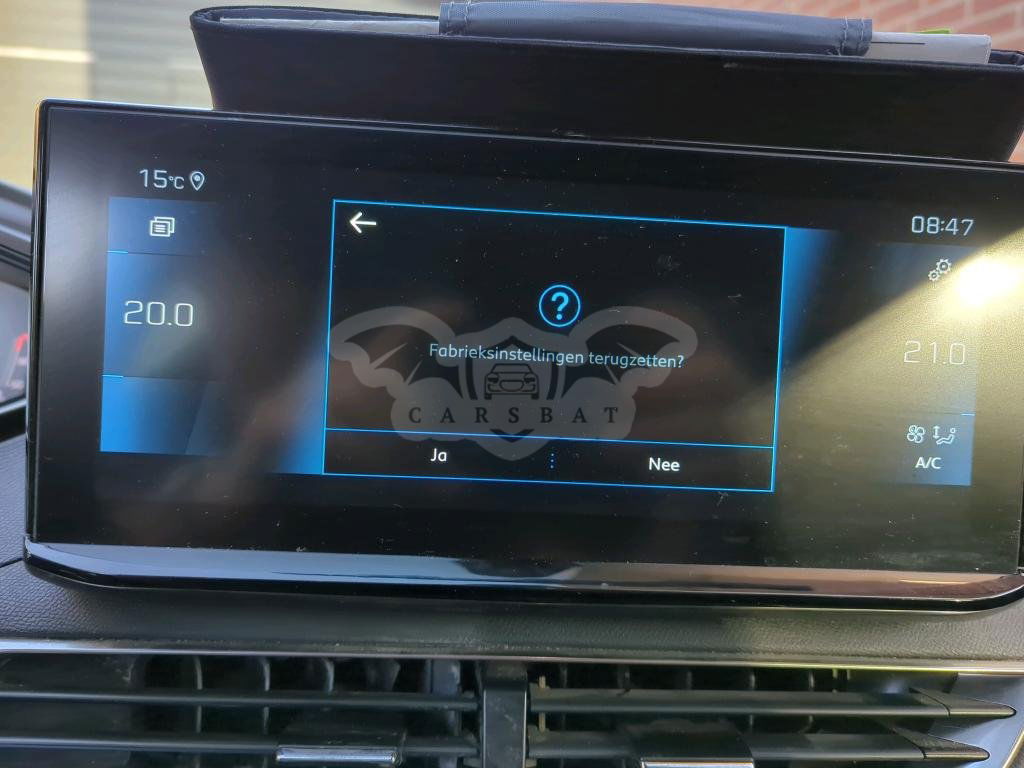 15°C
08:47
20.0
Fabrieksinstellingen terugzetten?
21.0
CARSBAT
Ja
Nee
A/C